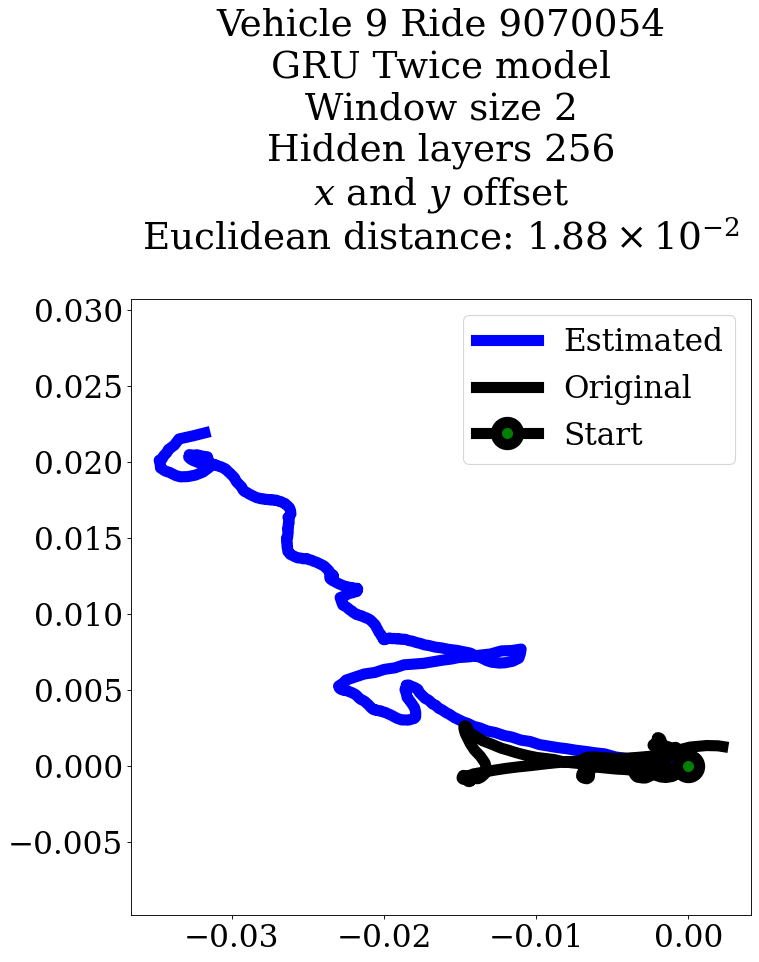 Vehicle 9 Ride 9070054
GRU Twice model
Window size 2
Hidden layers 256
x and y offset
Euclidean distance: 1.88 × 10⁻²
0.030
0.025
0.020
0.015
0.010
0.005
0.000
−0.005
Estimated
Original
Start
−0.03 −0.02 −0.01 0.00